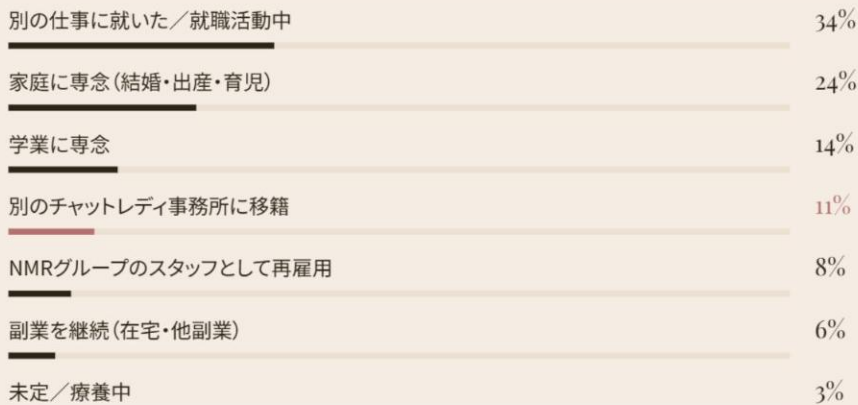 別の仕事に就いた／就職活動中 34%
家庭に専念（結婚・出産・育児） 24%
学業に専念 14%
別のチャットレディ事務所に移籍 11%
NMRグループのスタッフとして再雇用 8%
副業を継続（在宅・他副業） 6%
未定／療養中 3%